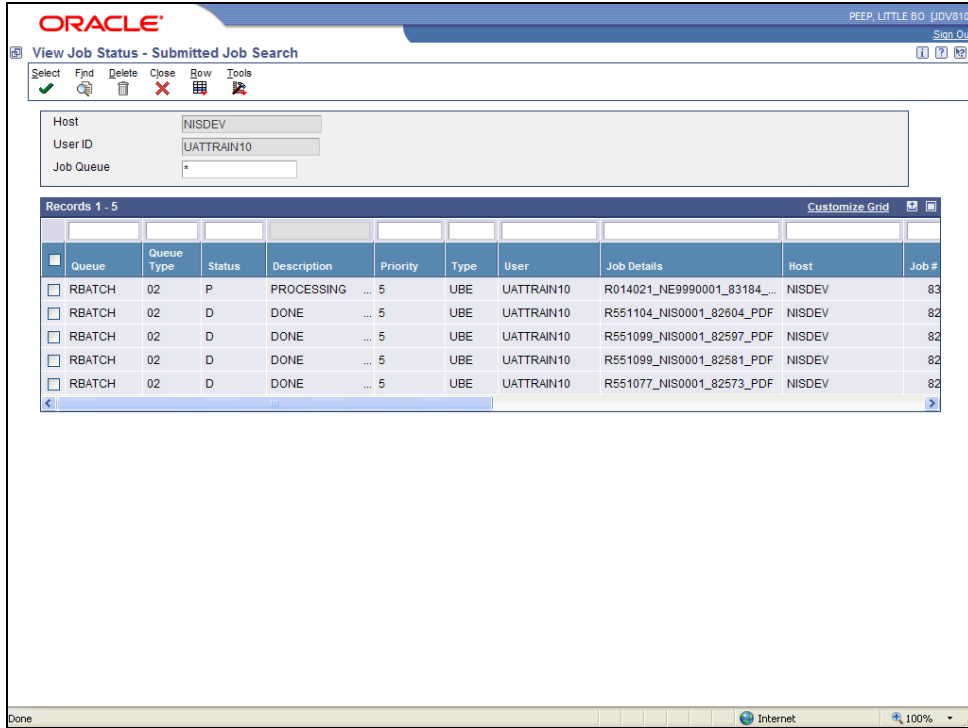 ORACLE
PEEP, LITTLE BO [JDV810
Sign Ou
View Job Status - Submitted Job Search
Select Find Delete Close Row Tools
Host NISDEV
User ID UATTRAIN10
Job Queue *
Records 1 - 5 Customize Grid
Queue Queue Type Status Description Priority Type User Job Details Host Job #
RBATCH 02 P PROCESSING ... 5 UBE UATTRAIN10 R014021_NE9990001_83184_... NISDEV 83
RBATCH 02 D DONE ... 5 UBE UATTRAIN10 R551104_NIS0001_82604_PDF NISDEV 82
RBATCH 02 D DONE ... 5 UBE UATTRAIN10 R551099_NIS0001_82597_PDF NISDEV 82
RBATCH 02 D DONE ... 5 UBE UATTRAIN10 R551099_NIS0001_82581_PDF NISDEV 82
RBATCH 02 D DONE ... 5 UBE UATTRAIN10 R551077_NIS0001_82573_PDF NISDEV 82
Done Internet 100%